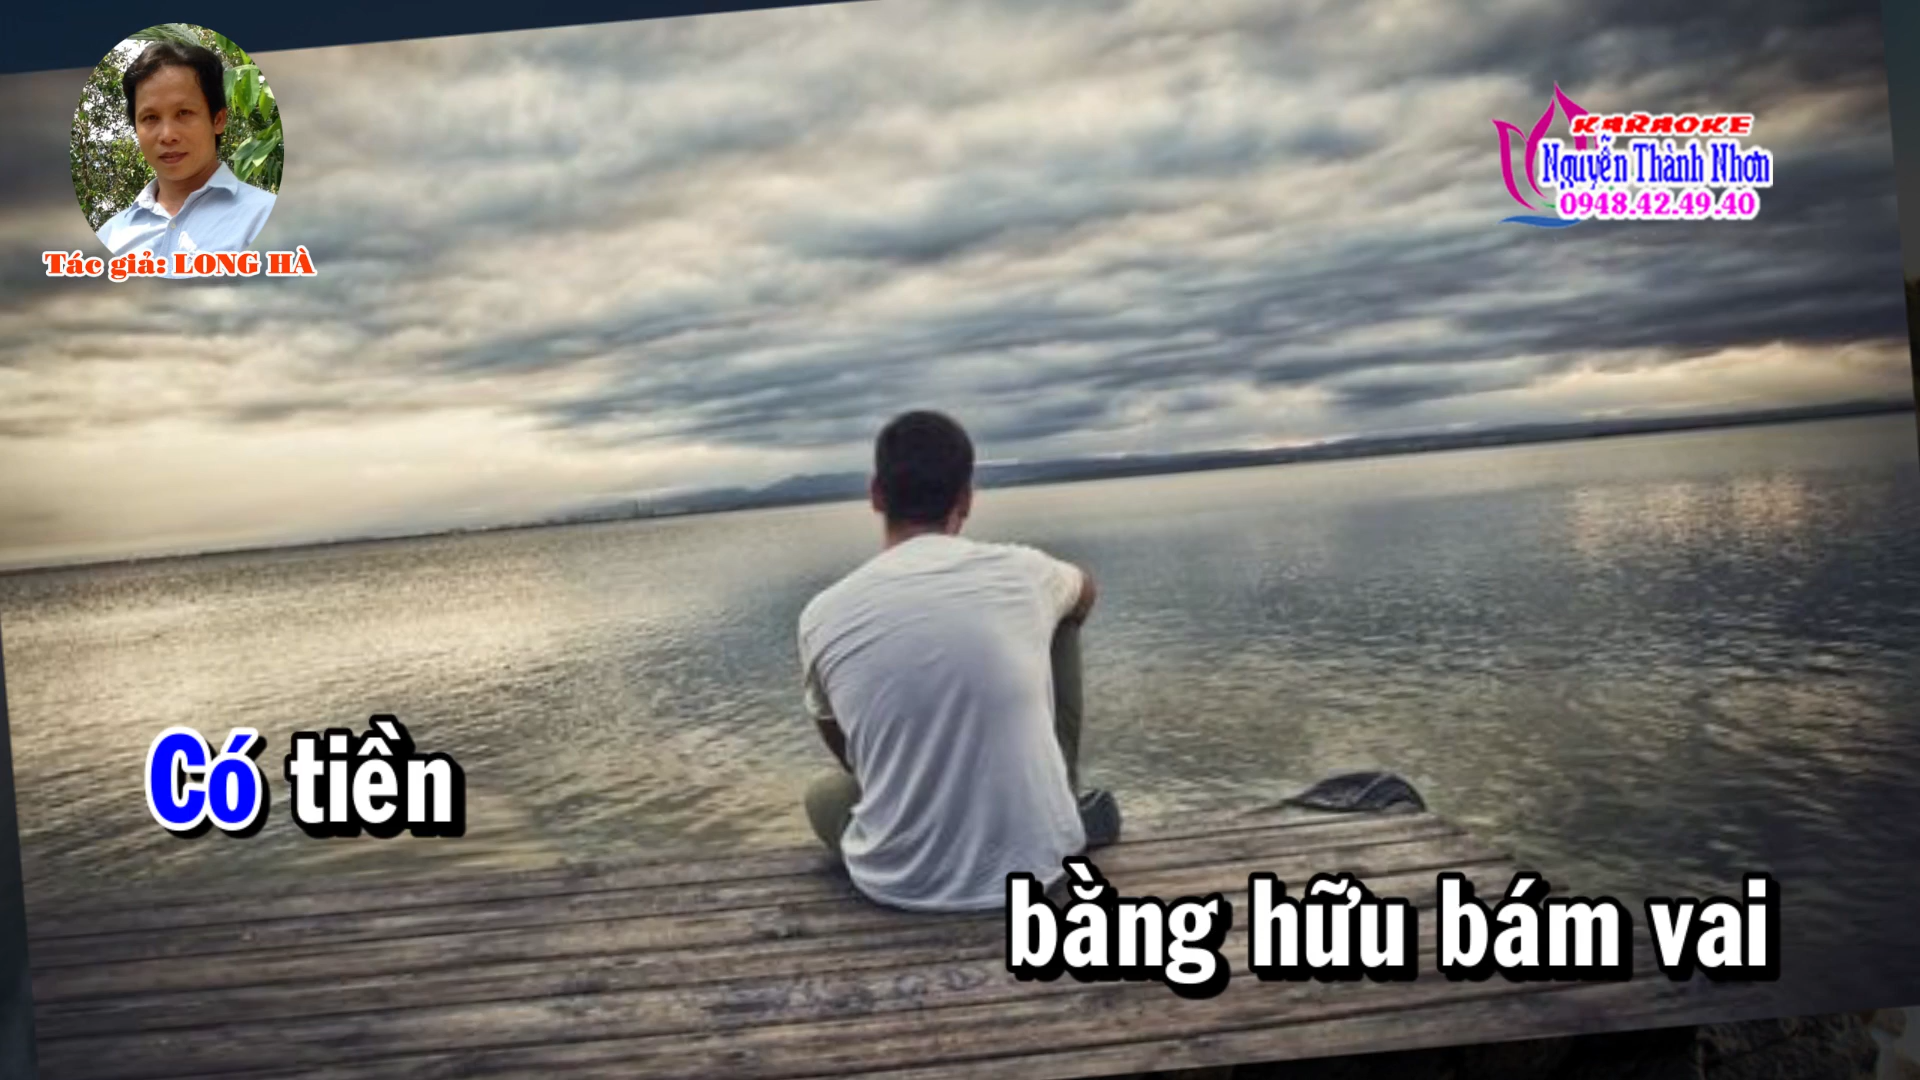 Tác giả: LONG HÀ
KARAOKE
Nguyễn Thành Nhơn
0948.42.49.40
Có tiền
bằng hữu bám vai